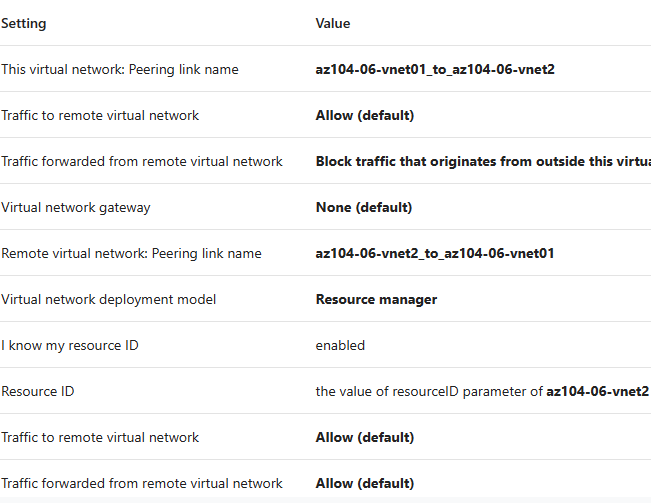 Setting Value
This virtual network: Peering link name az104-06-vnet01_to_az104-06-vnet2
Traffic to remote virtual network Allow (default)
Traffic forwarded from remote virtual network Block traffic that originates from outside this
Virtual network gateway None (default)
Remote virtual network: Peering link name az104-06-vnet2_to_az104-06-vnet01
Virtual network deployment model Resource manager
I know my resource ID enabled
Resource ID the value of resourceID parameter of az104-06-vnet2
Traffic to remote virtual network Allow (default)
Traffic forwarded from remote virtual network Allow (default)